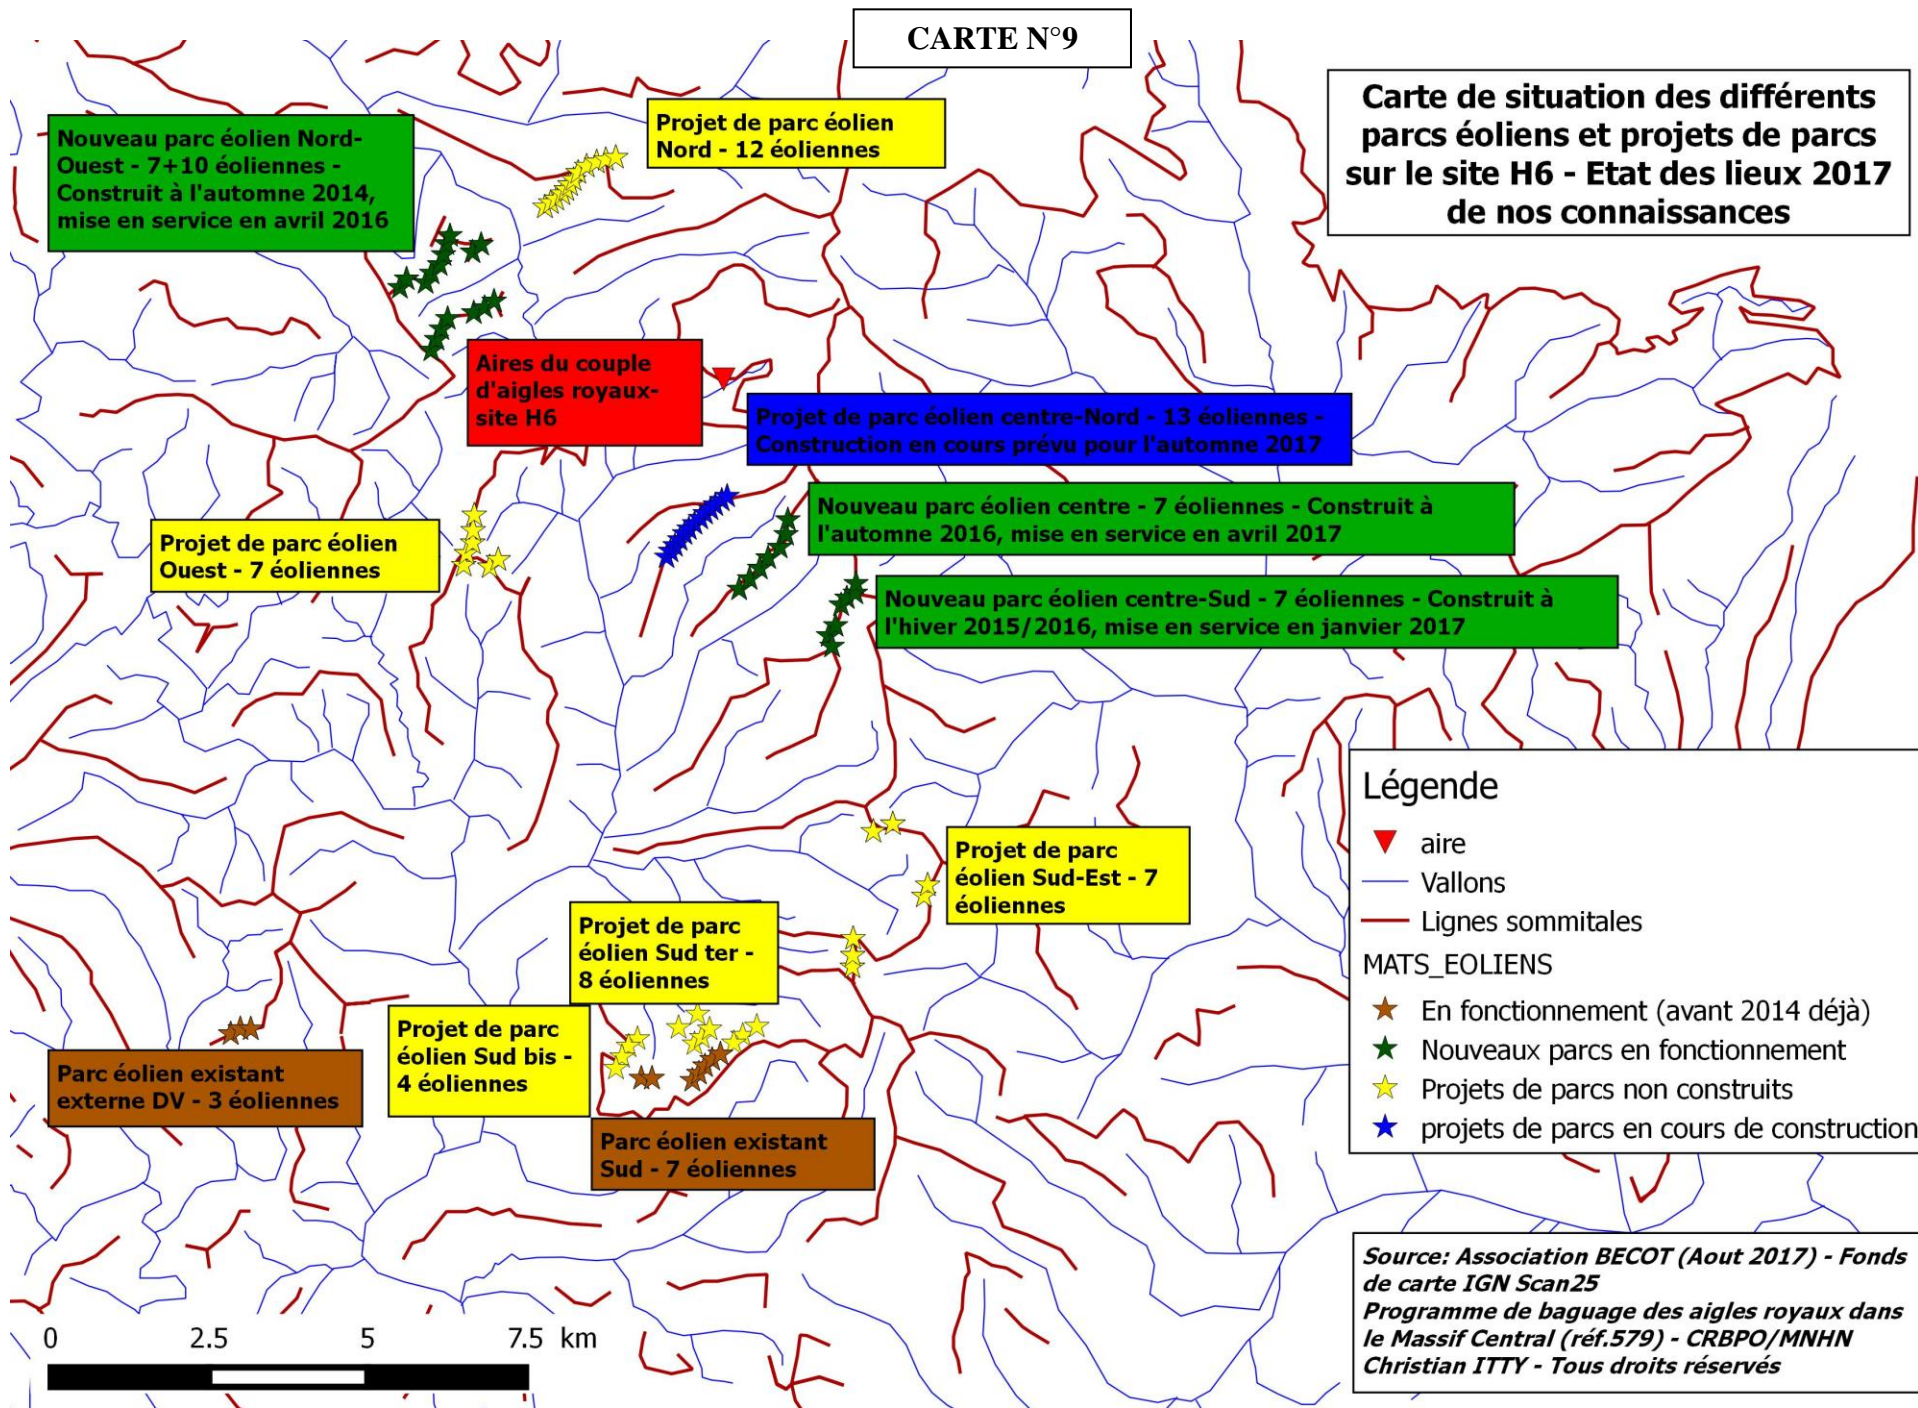 CARTE N°9
Carte de situation des différents
parcs éoliens et projets de parcs
sur le site H6 - Etat des lieux 2017
de nos connaissances
Nouveau parc éolien Nord-
Ouest - 7+10 éoliennes -
Construit à l'automne 2014,
mise en service en avril 2016
Projet de parc éolien
Nord - 12 éoliennes
Aires du couple
d'aigles royaux-
site H6
Projet de parc éolien centre-Nord - 13 éoliennes -
Construction en cours prévu pour l'automne 2017
Nouveau parc éolien centre - 7 éoliennes - Construit à
l'automne 2016, mise en service en avril 2017
Projet de parc éolien
Ouest - 7 éoliennes
Nouveau parc éolien centre-Sud - 7 éoliennes - Construit à
l'hiver 2015/2016, mise en service en janvier 2017
Projet de parc
éolien Sud-Est - 7
éoliennes
Projet de parc
éolien Sud ter -
8 éoliennes
Projet de parc
éolien Sud bis -
4 éoliennes
Parc éolien existant
externe DV - 3 éoliennes
Parc éolien existant
Sud - 7 éoliennes
Légende
aire
Vallons
Lignes sommitales
MATS_EOLIENS
En fonctionnement (avant 2014 déjà)
Nouveaux parcs en fonctionnement
Projets de parcs non construits
projets de parcs en cours de construction
Source: Association BECOT (Aout 2017) - Fonds
de carte IGN Scan25
Programme de baguage des aigles royaux dans
le Massif Central (réf.579) - CRBPO/MNHN
Christian ITTY - Tous droits réservés
0 2.5 5 7.5 km